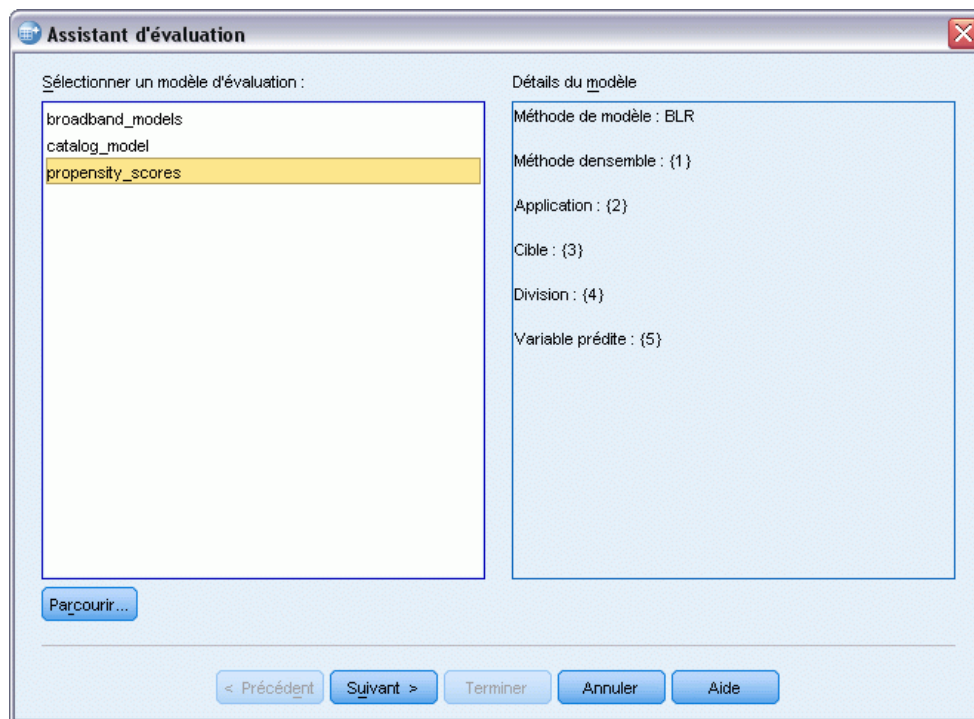 Assistant d'évaluation
Sélectionner un modèle d'évaluation :
broadband_models
catalog_model
propensity_scores
Parcourir...
Détails du modèle
Méthode de modèle : BLR
Méthode densemble : {1}
Application : {2}
Cible : {3}
Division : {4}
Variable prédite : {5}
< Précédent
Suivant >
Terminer
Annuler
Aide